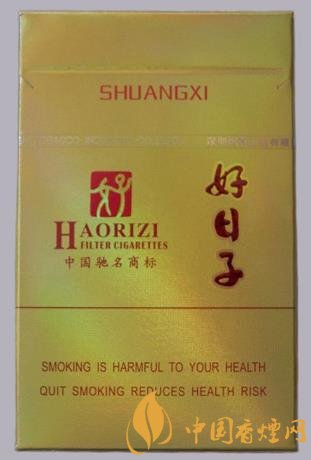 SHUANGXI
好日子
HAORIZI
FILTER CIGARETTES
中国驰名商标
SMOKING IS HARMFUL TO YOUR HEALTH
QUIT SMOKING REDUCES HEALTH RISK
中国香烟网